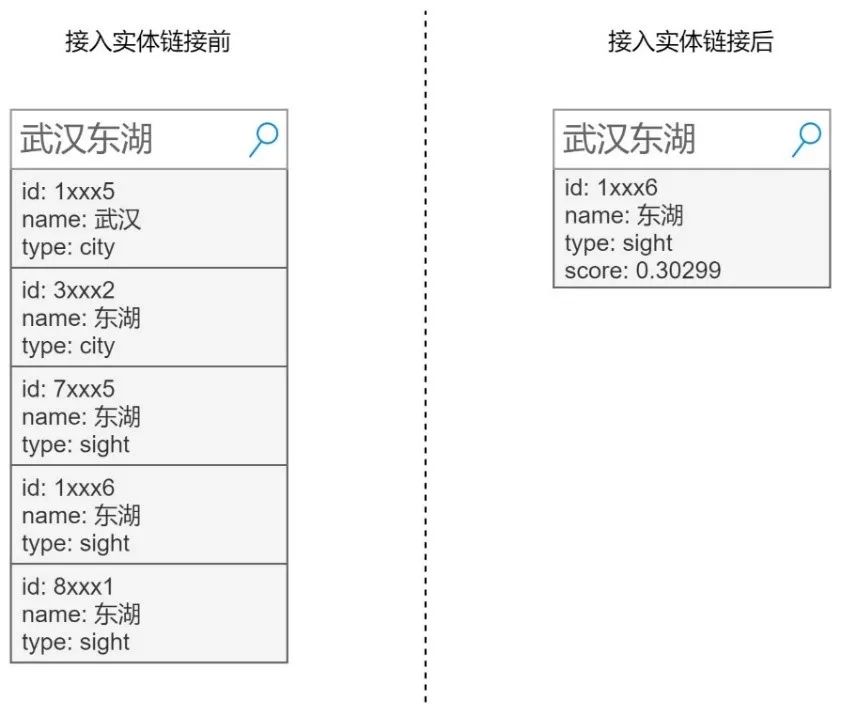 接入实体链接前
武汉东湖
id: 1xxx5
name: 武汉
type: city
id: 3xxx2
name: 东湖
type: city
id: 7xxx5
name: 东湖
type: sight
id: 1xxx6
name: 东湖
type: sight
id: 8xxx1
name: 东湖
type: sight
接入实体链接后
武汉东湖
id: 1xxx6
name: 东湖
type: sight
score: 0.30299